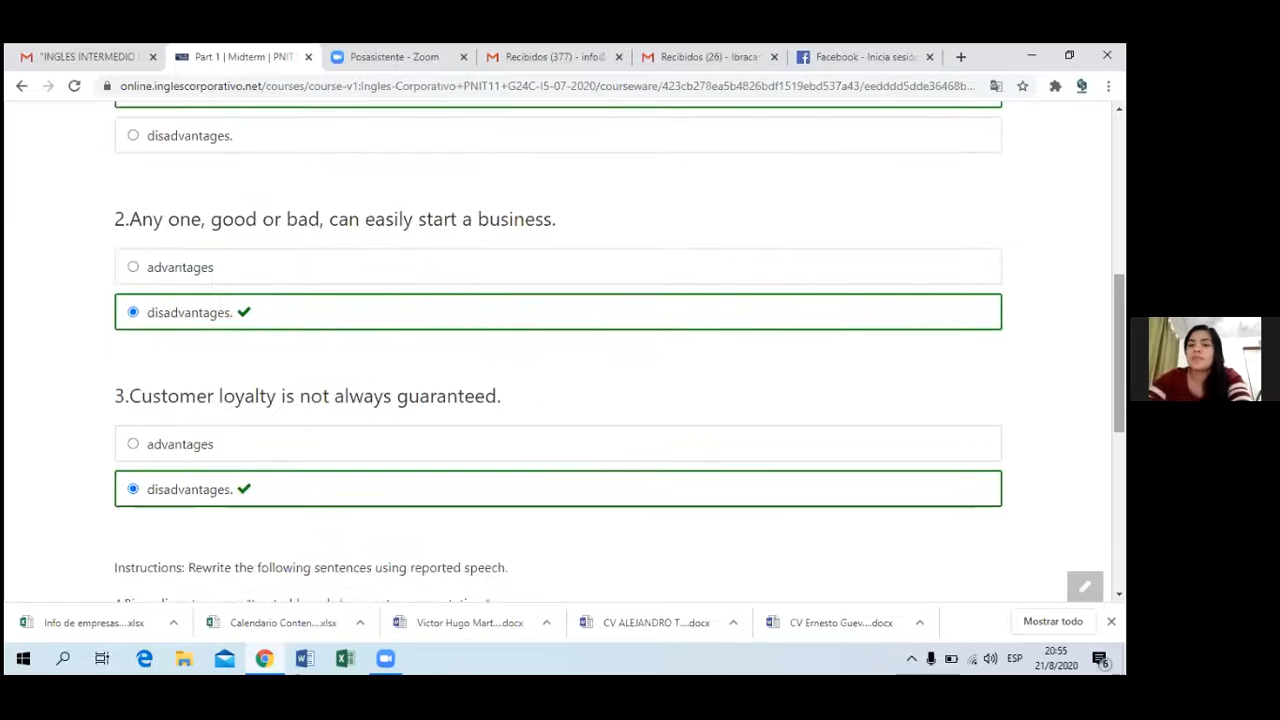 "INGLES INTERMEDIO
Part 1 | Midterm | PNIT
Posasistente - Zoom
Recibidos (377) - info@
Recibidos (26) - lbraca
Facebook - Inicia sesió
online.inglescorporativo.net/courses/course-v1:Ingles-Corporativo+PNIT11+G24C-I5-07-2020/courseware/423cb278ea5b4826bdf1519ebd537a43/eedddd5dde36468b...
disadvantages.
2.Any one, good or bad, can easily start a business.
advantages
disadvantages.
3.Customer loyalty is not always guaranteed.
advantages
disadvantages.
Instructions: Rewrite the following sentences using reported speech.
Info de empresas....xlsx
Calendario Conten....xlsx
Victor Hugo Mart....docx
CV ALEJANDRO T....docx
CV Ernesto Guev....docx
Mostrar todo
ESP
20:55
21/8/2020
6